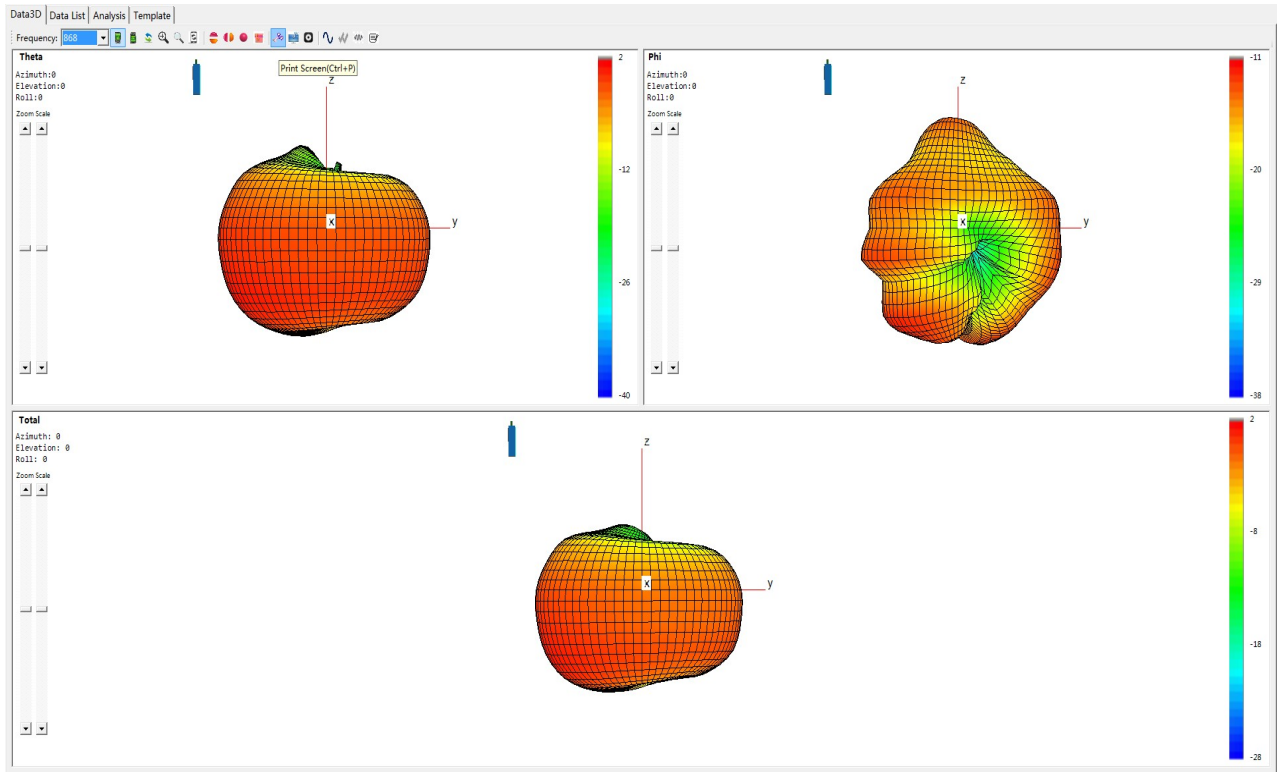 Data3D Data List Analysis Template
Frequency: 868
Print Screen(Ctrl+P)
Theta
Azimuth:0
Elevation:0
Roll:0
Zoom Scale
z
x
y
2
-12
-26
-40
Phi
Azimuth:0
Elevation:0
Roll:0
Zoom Scale
z
x
y
-11
-20
-29
-38
Total
Azimuth: 0
Elevation: 0
Roll: 0
Zoom Scale
z
x
y
2
-8
-18
-28